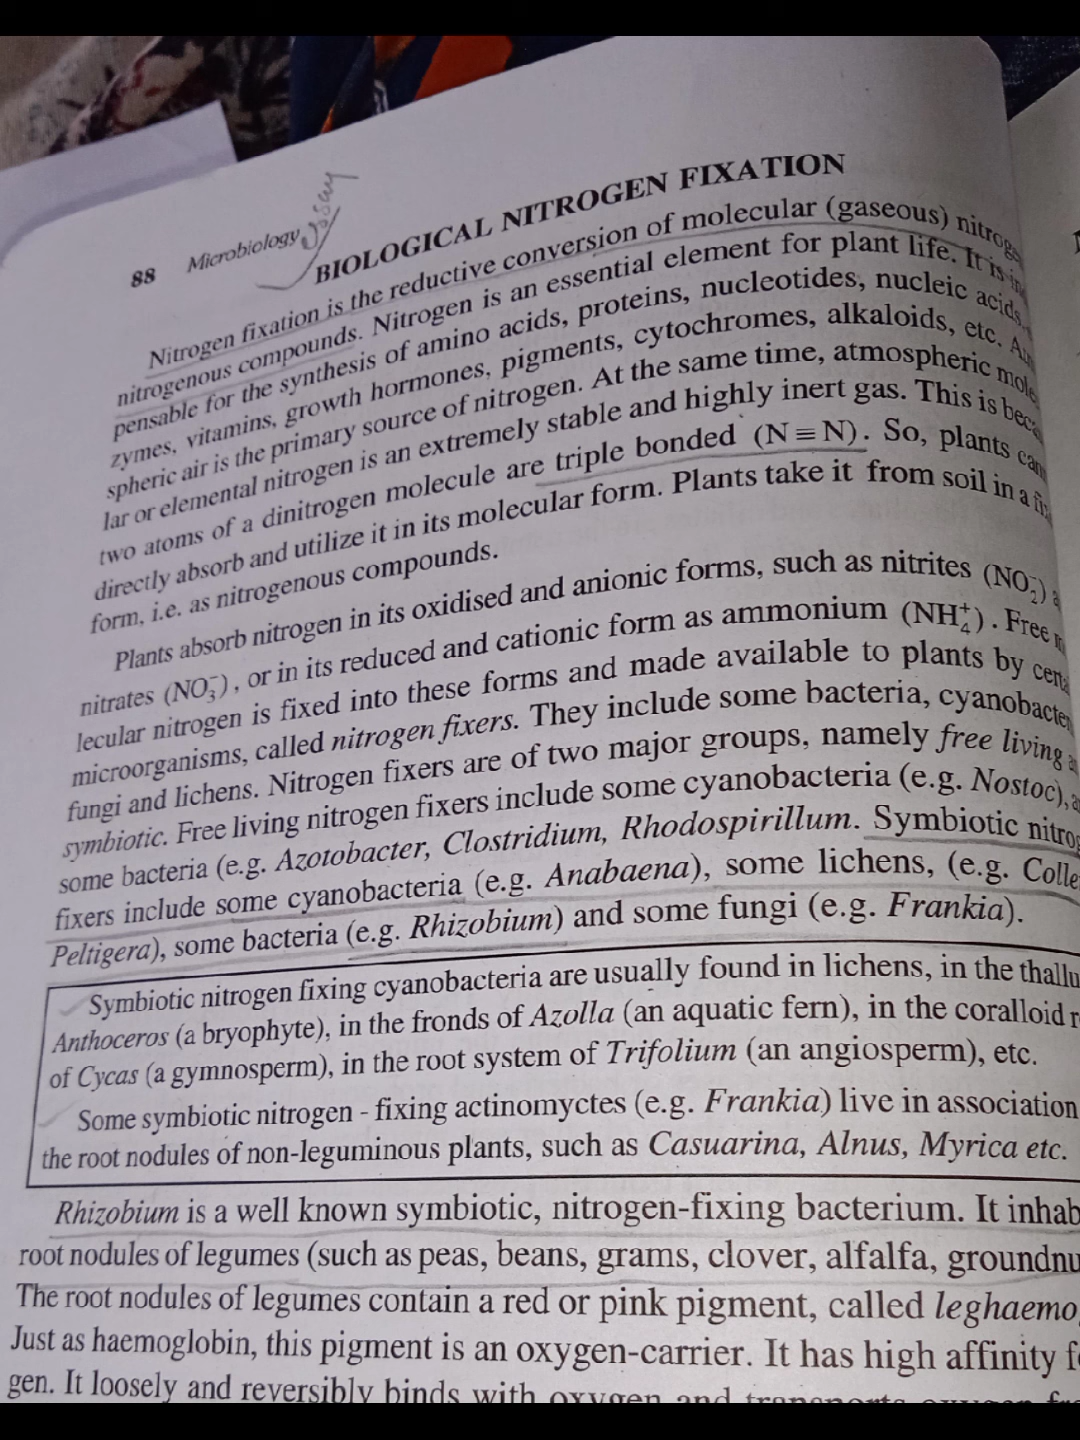 88 Microbiology
Essay
BIOLOGICAL NITROGEN FIXATION
Nitrogen fixation is the reductive conversion of molecular (gaseous)
nitrogenous compounds. Nitrogen is an essential element for plant life. It is
pensable for the synthesis of amino acids, proteins, nucleotides, nucleic acids,
zymes, vitamins, growth hormones, pigments, cytochromes, alkaloids, etc.
spheric air is the primary source of nitrogen. At the same time, atmospheric
lar or elemental nitrogen is an extremely stable and highly inert gas. This is
two atoms of a dinitrogen molecule are triple bonded (N≡N). So, plants
directly absorb and utilize it in its molecular form. Plants take it from soil in a
form, i.e. as nitrogenous compounds.
Plants absorb nitrogen in its oxidised and anionic forms, such as nitrites (NO₂⁻)
nitrates (NO₃⁻), or in its reduced and cationic form as ammonium (NH₄⁺). Free
lecular nitrogen is fixed into these forms and made available to plants by
microorganisms, called nitrogen fixers. They include some bacteria,
fungi and lichens. Nitrogen fixers are of two major groups, namely free living
symbiotic. Free living nitrogen fixers include some cyanobacteria (e.g. Nostoc),
some bacteria (e.g. Azotobacter, Clostridium, Rhodospirillum. Symbiotic
fixers include some cyanobacteria (e.g. Anabaena), some lichens, (e.g.
Peltigera), some bacteria (e.g. Rhizobium) and some fungi (e.g. Frankia).
Symbiotic nitrogen fixing cyanobacteria are usually found in lichens, in the
Anthoceros (a bryophyte), in the fronds of Azolla (an aquatic fern), in the coralloid
of Cycas (a gymnosperm), in the root system of Trifolium (an angiosperm), etc.
Some symbiotic nitrogen - fixing actinomyctes (e.g. Frankia) live in association
the root nodules of non-leguminous plants, such as Casuarina, Alnus, Myrica etc.
Rhizobium is a well known symbiotic, nitrogen-fixing bacterium. It
root nodules of legumes (such as peas, beans, grams, clover, alfalfa,
The root nodules of legumes contain a red or pink pigment, called
Just as haemoglobin, this pigment is an oxygen-carrier. It has high affinity
gen. It loosely and reversibly binds with oxygen and